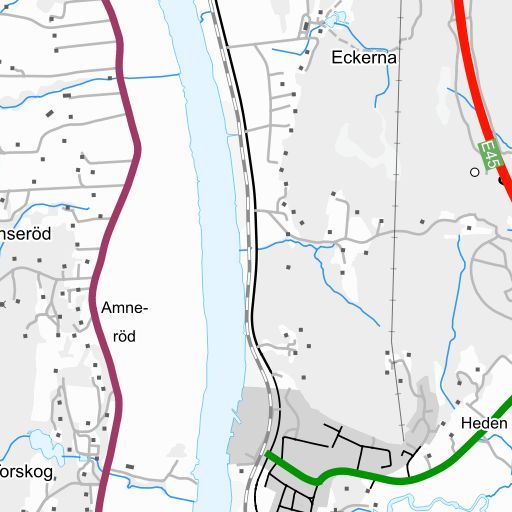 Eckerna
E45
nseröd
Amne-
röd
Heden
orskog